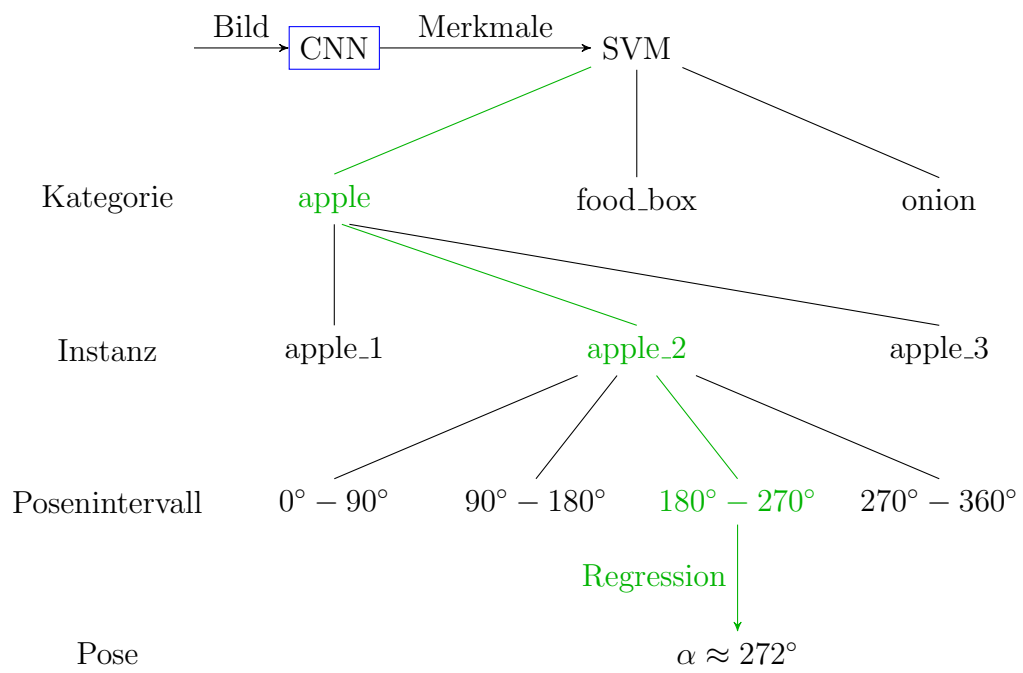 Bild
CNN
Merkmale
SVM
Kategorie apple food_box onion
Instanz apple_1 apple_2 apple_3
Posenintervall 0° − 90° 90° − 180° 180° − 270° 270° − 360°
Regression
Pose α ≈ 272°